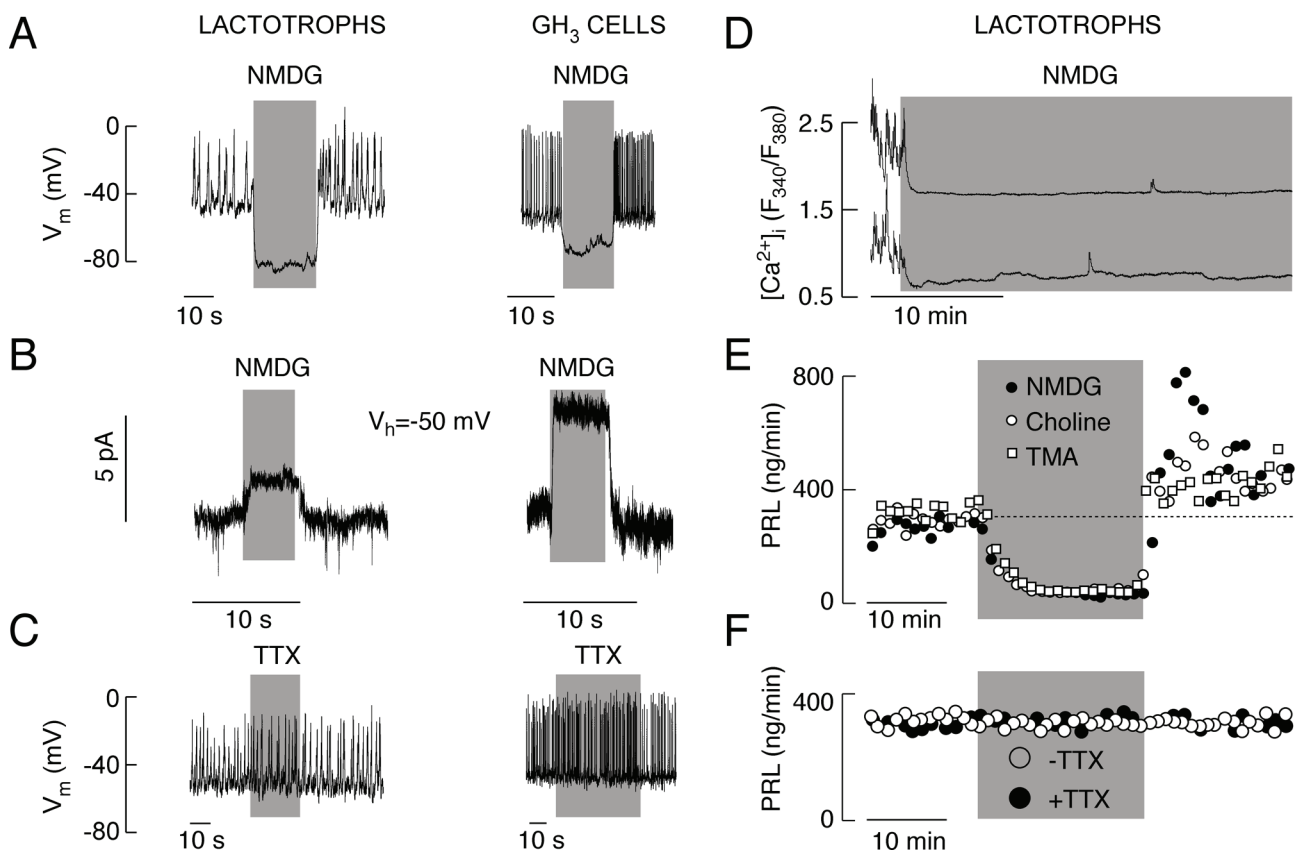 A
LACTOTROPHS
GH3 CELLS
NMDG
NMDG
Vm (mV)
0
-40
-80
10 s
10 s
B
NMDG
NMDG
Vh=-50 mV
5 pA
10 s
10 s
C
TTX
TTX
Vm (mV)
0
-40
-80
10 s
10 s
D
LACTOTROPHS
NMDG
[Ca2+]i (F340/F380)
2.5
1.5
0.5
10 min
E
PRL (ng/min)
800
400
0
NMDG
Choline
TMA
10 min
F
PRL (ng/min)
400
0
-TTX
+TTX
10 min